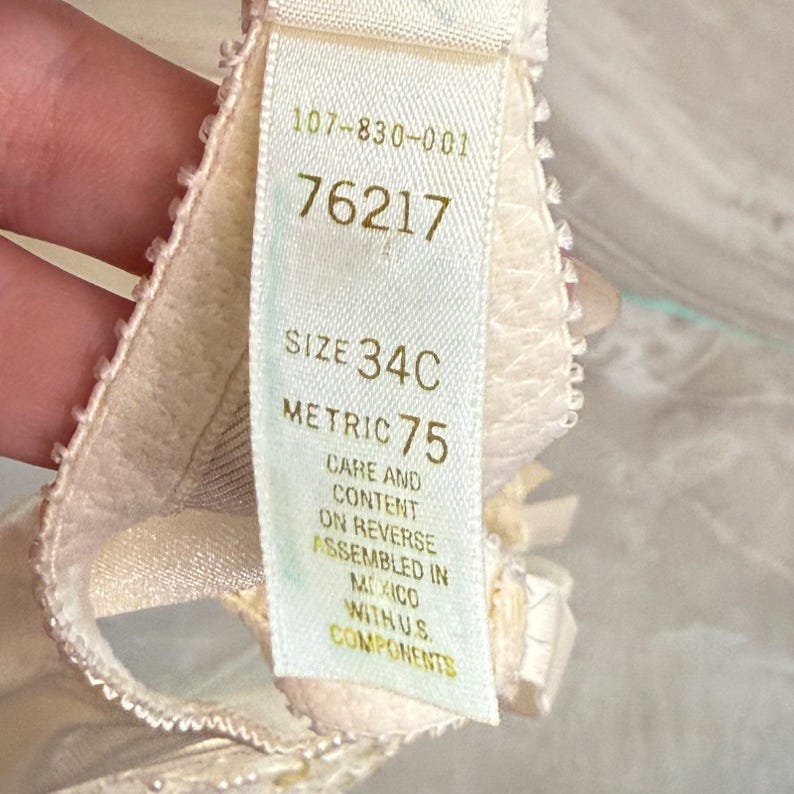 107-830-001
76217
SIZE 34C
METRIC 75
CARE AND
CONTENT
ON REVERSE
ASSEMBLED IN
MEXICO
WITH U.S.
COMPONENTS